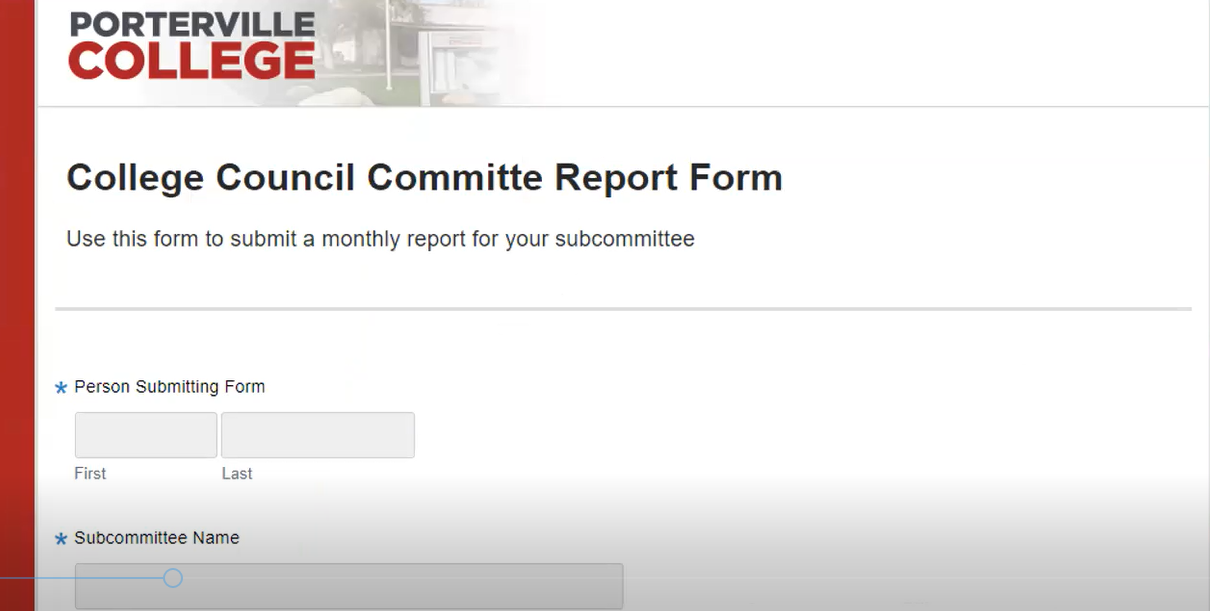 PORTERVILLE
COLLEGE
College Council Committe Report Form
Use this form to submit a monthly report for your subcommittee
* Person Submitting Form
First Last
* Subcommittee Name